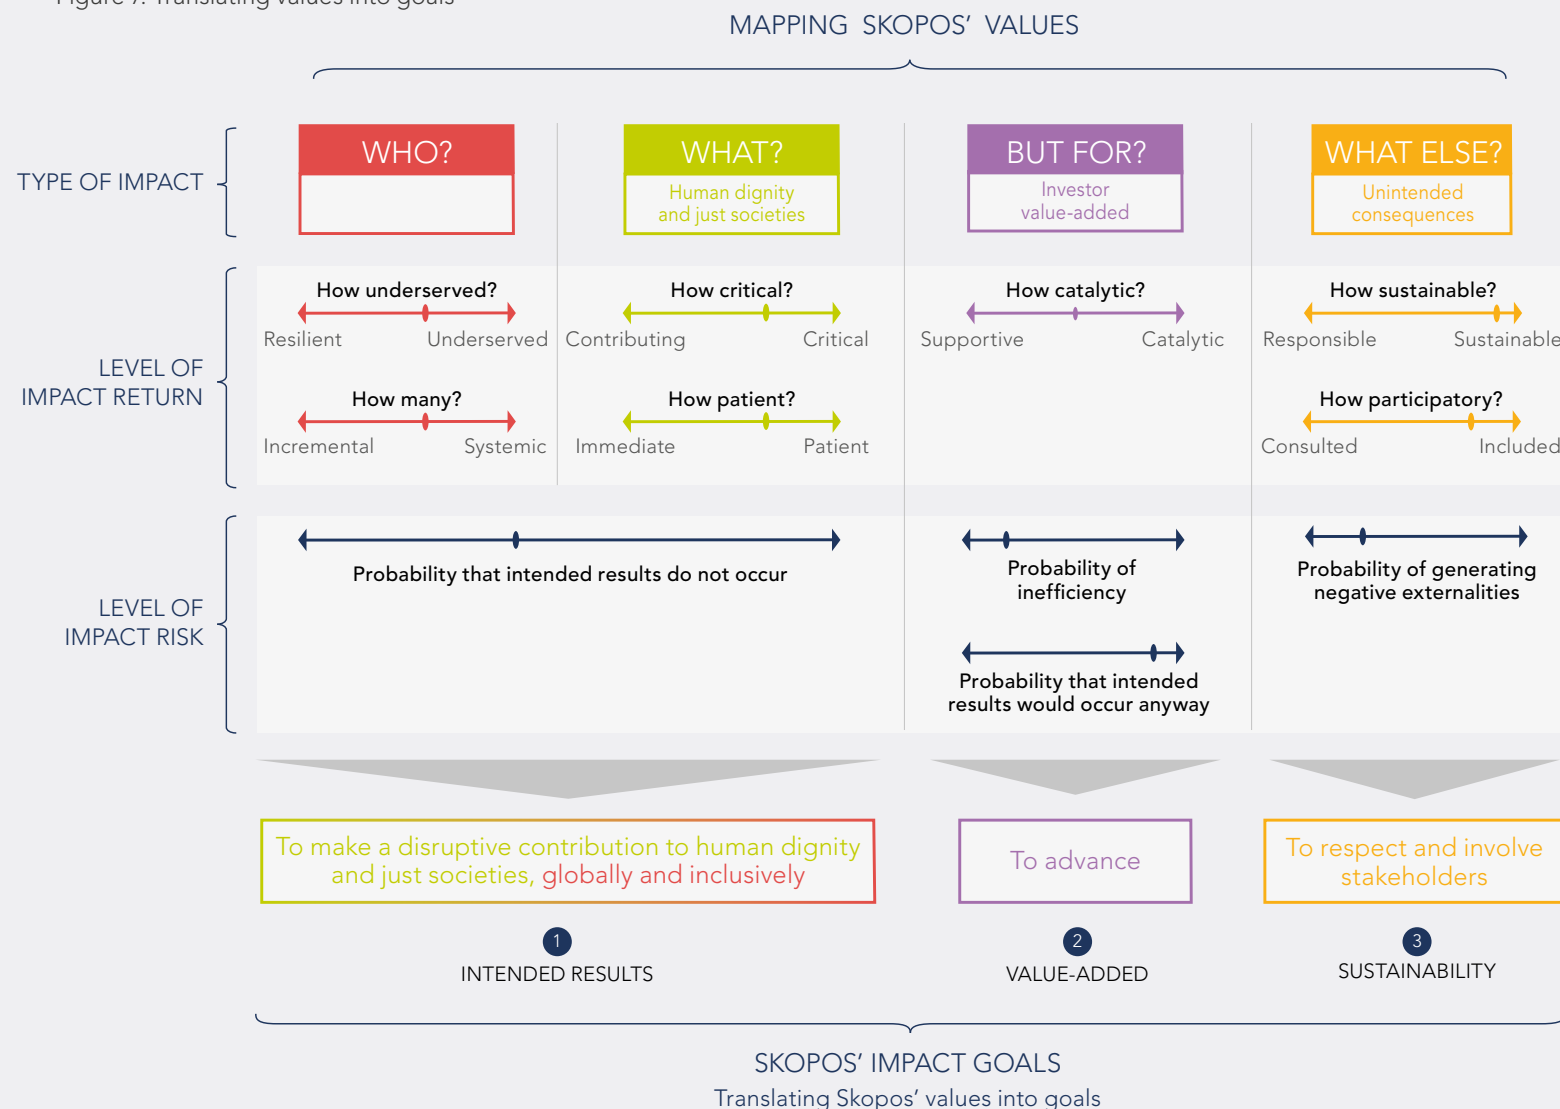 Figure 7: Translating values into goals
MAPPING SKOPOS’ VALUES
TYPE OF IMPACT
WHO?
WHAT?
Human dignity
and just societies
BUT FOR?
Investor
value-added
WHAT ELSE?
Unintended
consequences
LEVEL OF
IMPACT RETURN
How underserved?
Resilient Underserved
How many?
Incremental Systemic
How critical?
Contributing Critical
How patient?
Immediate Patient
How catalytic?
Supportive Catalytic
How sustainable?
Responsible Sustainable
How participatory?
Consulted Included
LEVEL OF
IMPACT RISK
Probability that intended results do not occur
Probability of
inefficiency
Probability that intended
results would occur anyway
Probability of generating
negative externalities
To make a disruptive contribution to human dignity
and just societies, globally and inclusively
1
INTENDED RESULTS
To advance
2
VALUE-ADDED
To respect and involve
stakeholders
3
SUSTAINABILITY
SKOPOS’ IMPACT GOALS
Translating Skopos’ values into goals